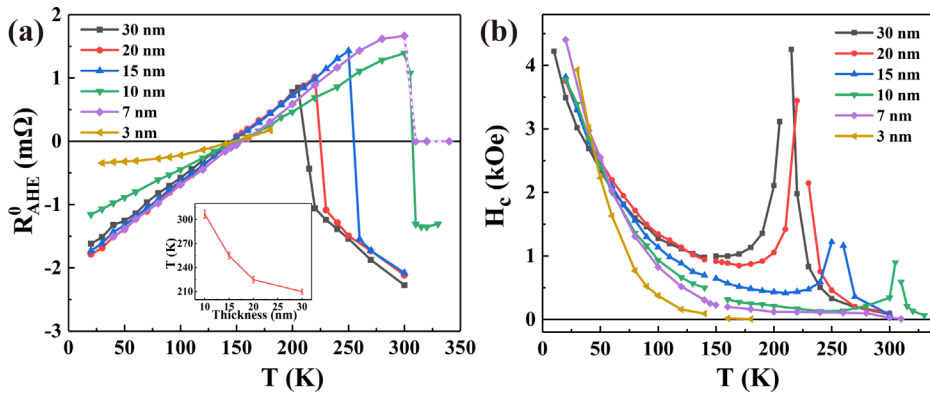 (a)
2
1
0
-1
-2
-3
R⁰AHE (mΩ)
30 nm
20 nm
15 nm
10 nm
7 nm
3 nm
300
270
240
210
T (K)
10 15 20 25 30
Thickness (nm)
0 50 100 150 200 250 300 350
T (K)
(b)
5
4
3
2
1
0
Hc (kOe)
30 nm
20 nm
15 nm
10 nm
7 nm
3 nm
0 50 100 150 200 250 300
T (K)